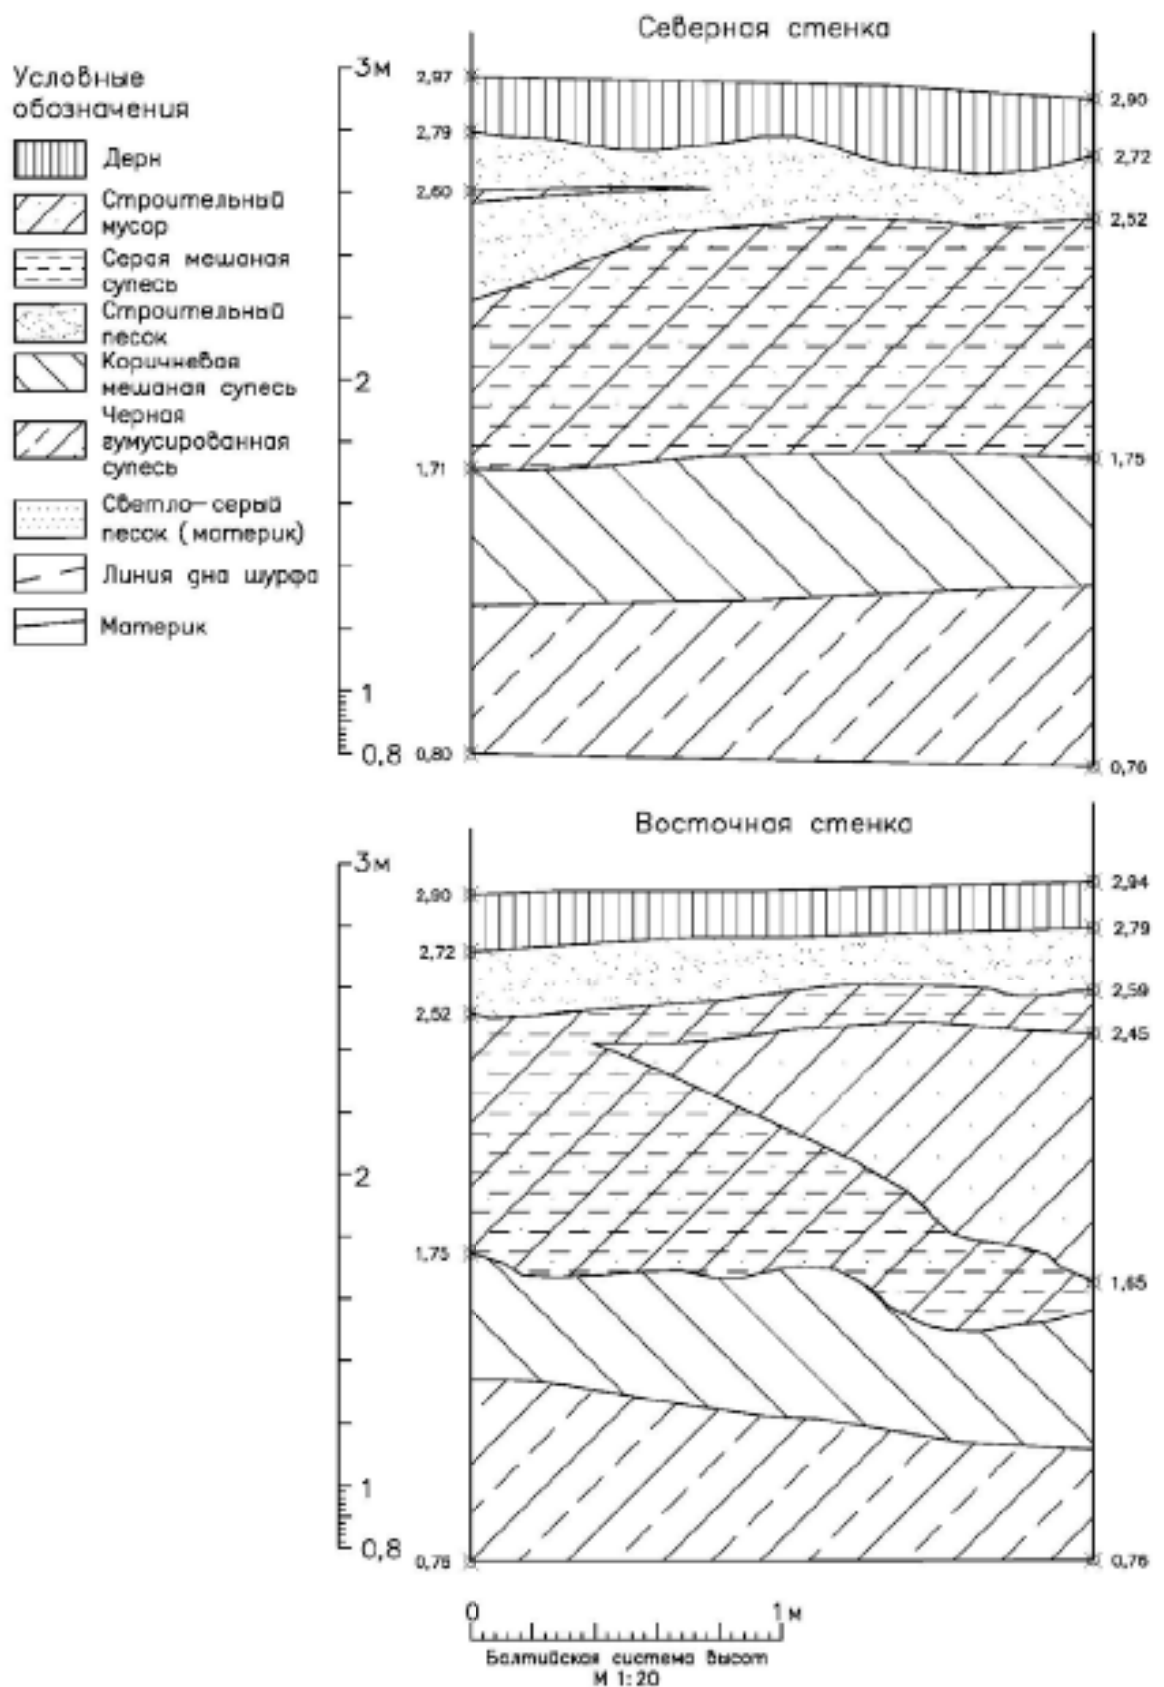 Северная стенка
Условные
обозначения
Дерн
Строительный
мусор
Серая мешаная
супесь
Строительный
песок
Коричневая
мешаная супесь
Черная
гумусированная
супесь
Светло-серый
песок (материк)
Линия дна шурфа
Материк
3м
2
1
0,8
2,97
2,79
2,60
1,71
0,80
2,90
2,72
2,52
1,75
0,76
Восточная стенка
3м
2
1
0,8
2,90
2,72
2,52
1,75
0,76
2,94
2,79
2,59
2,45
1,65
0,76
0 1м
Балтийская система высот
М 1:20